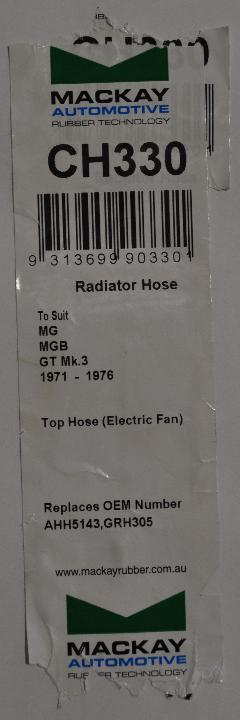 MACKAY
AUTOMOTIVE
RUBBER TECHNOLOGY
CH330
9 313699 903301
Radiator Hose
To Suit
MG
MGB
GT Mk.3
1971 - 1976
Top Hose (Electric Fan)
Replaces OEM Number
AHH5143,GRH305
www.mackayrubber.com.au
MACKAY
AUTOMOTIVE
RUBBER TECHNOLOGY